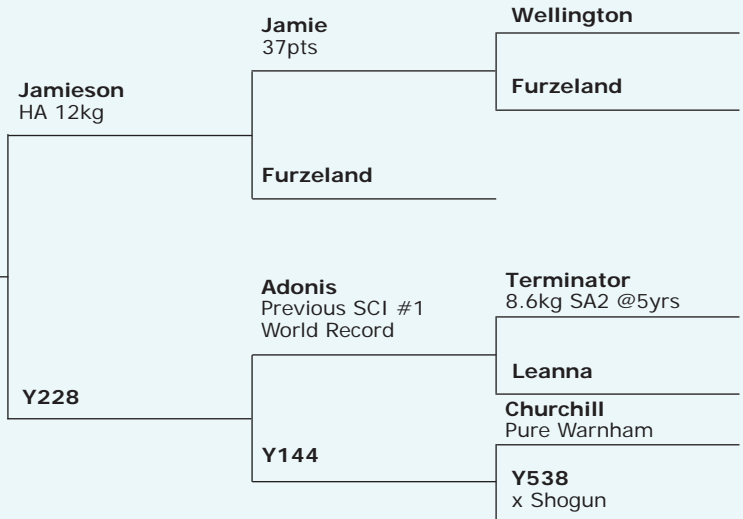 Jamieson
HA 12kg
Jamie
37pts
Wellington
Furzeland
Furzeland
Y228
Adonis
Previous SCI #1
World Record
Terminator
8.6kg SA2 @5yrs
Leanna
Y144
Churchill
Pure Warnham
Y538
x Shogun